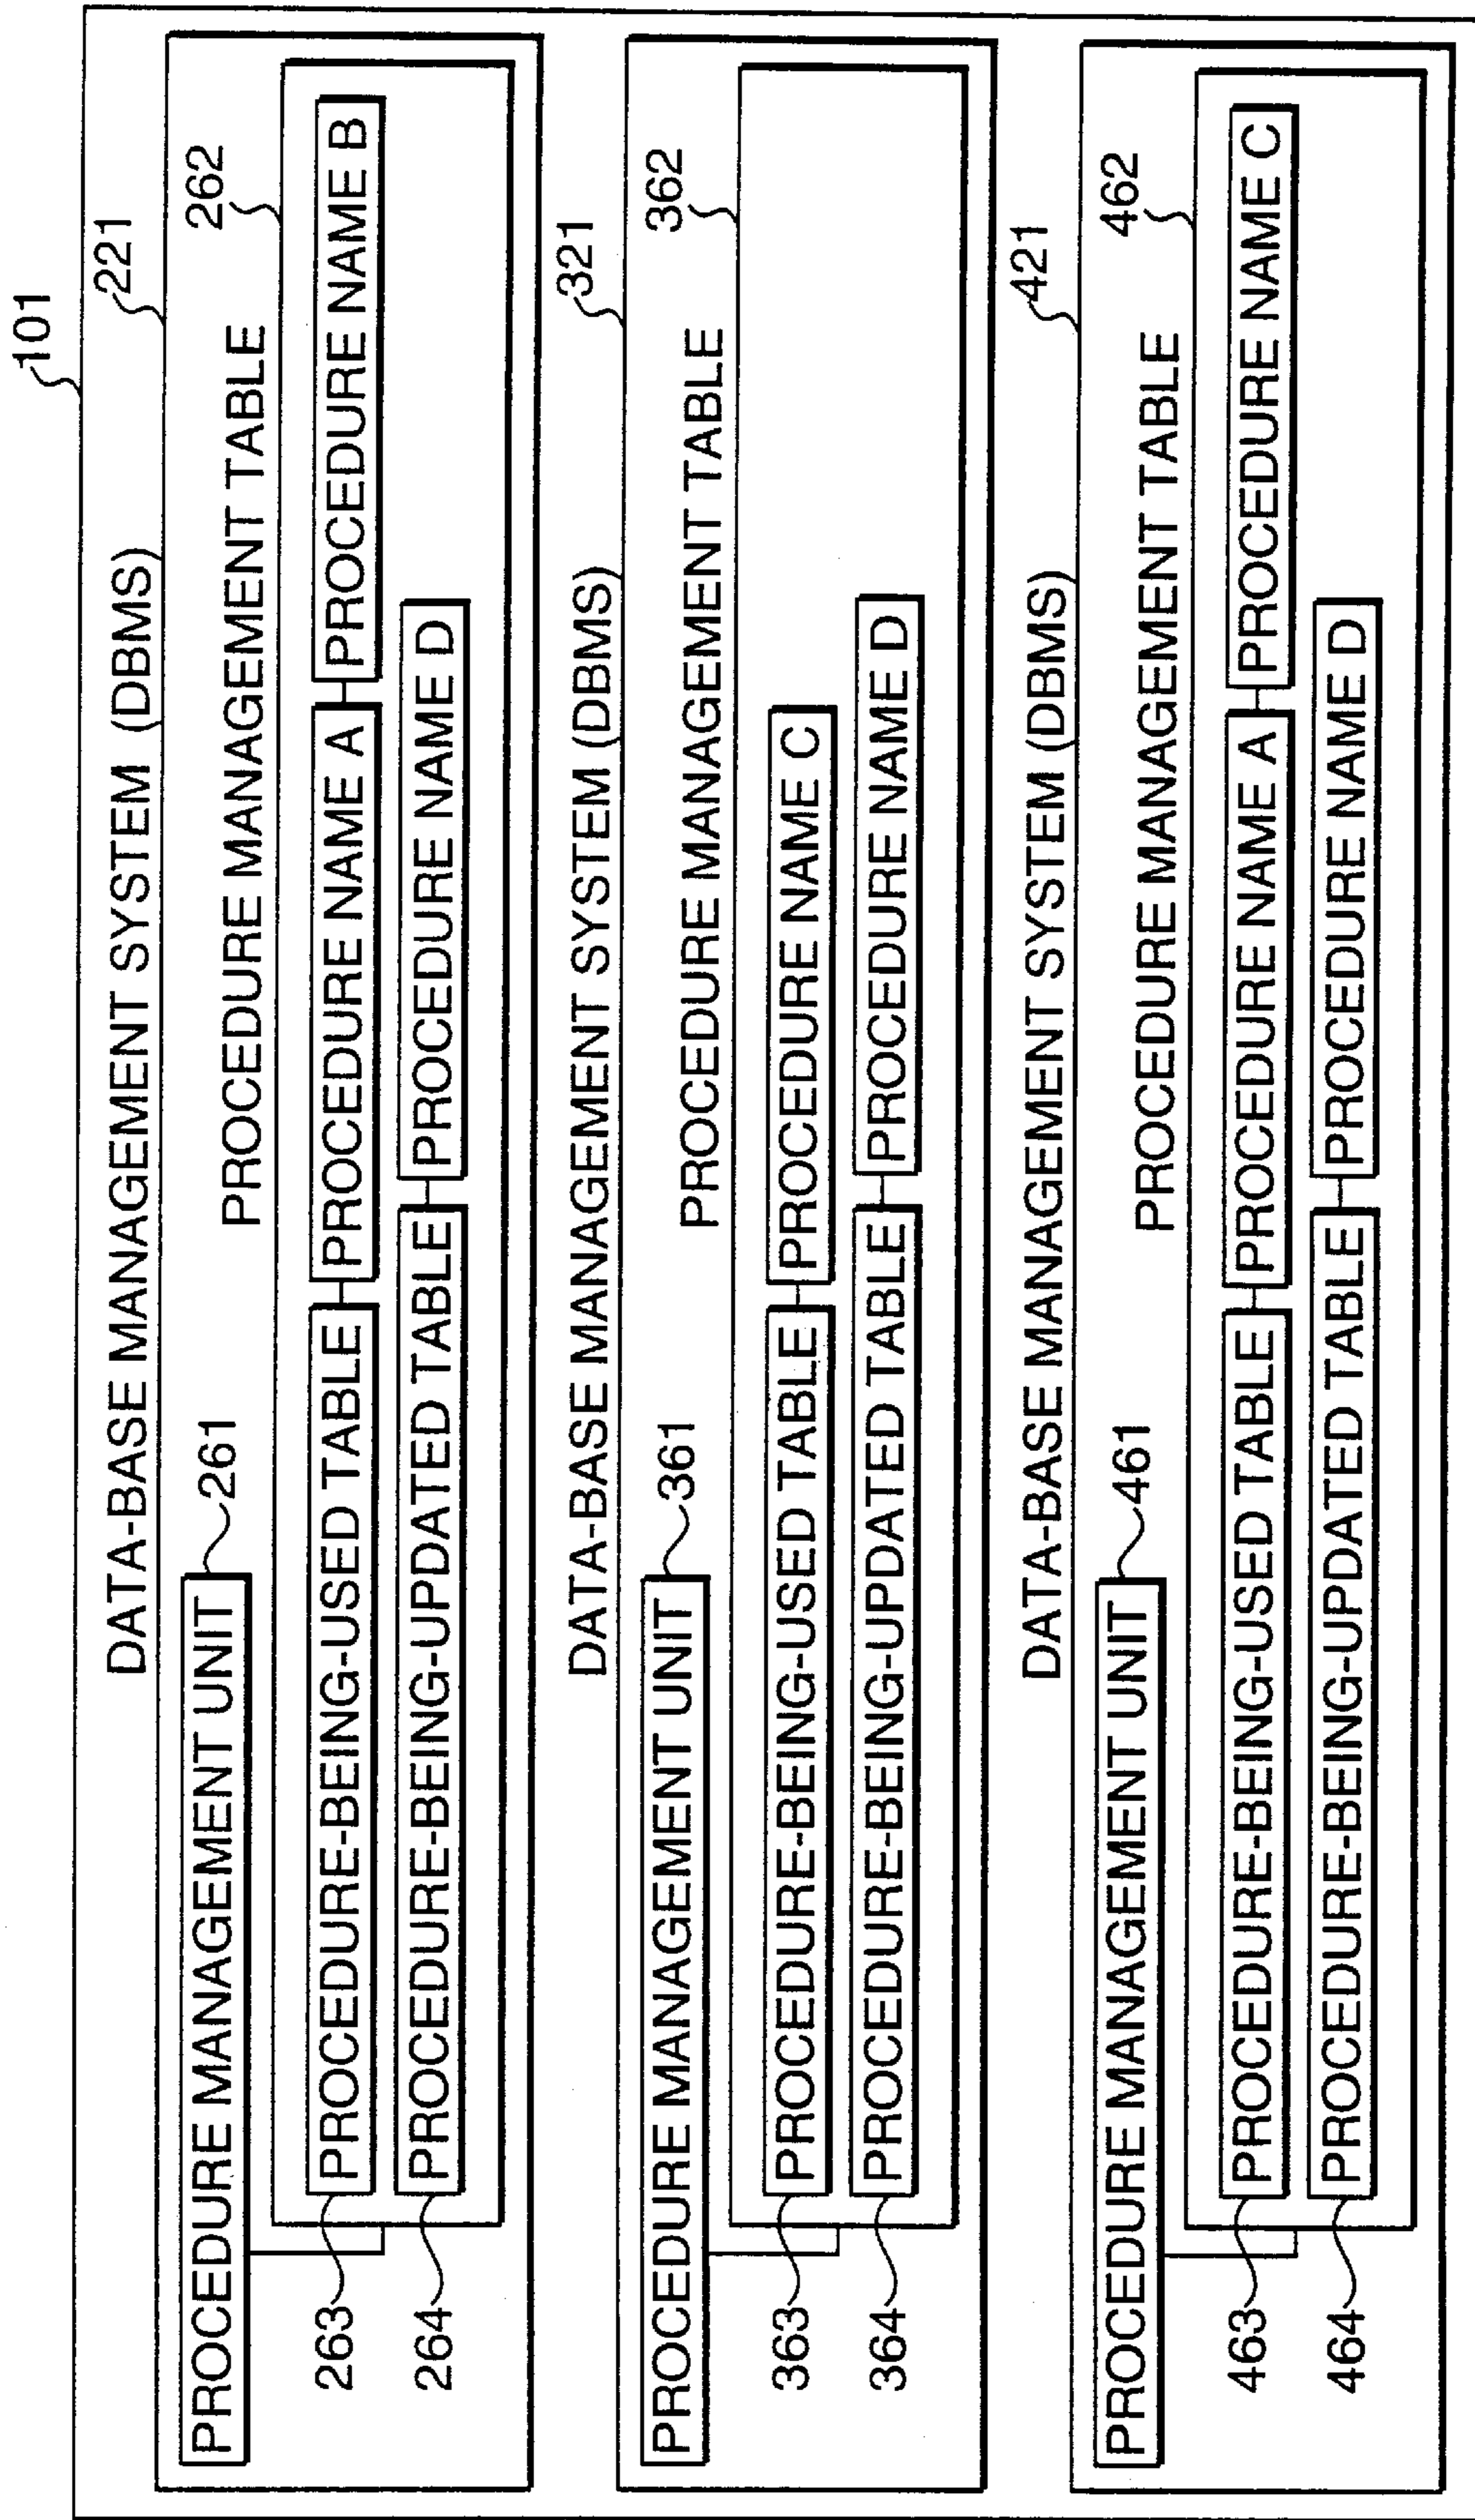 101
DATA-BASE MANAGEMENT SYSTEM (DBMS)
221
PROCEDURE MANAGEMENT UNIT
261
PROCEDURE MANAGEMENT TABLE
262
263
PROCEDURE-BEING-USED TABLE
PROCEDURE NAME A
PROCEDURE NAME B
264
PROCEDURE-BEING-UPDATED TABLE
PROCEDURE NAME D
DATA-BASE MANAGEMENT SYSTEM (DBMS)
321
PROCEDURE MANAGEMENT UNIT
361
PROCEDURE MANAGEMENT TABLE
362
363
PROCEDURE-BEING-USED TABLE
PROCEDURE NAME C
364
PROCEDURE-BEING-UPDATED TABLE
PROCEDURE NAME D
DATA-BASE MANAGEMENT SYSTEM (DBMS)
421
PROCEDURE MANAGEMENT UNIT
461
PROCEDURE MANAGEMENT TABLE
462
463
PROCEDURE-BEING-USED TABLE
PROCEDURE NAME A
PROCEDURE NAME C
464
PROCEDURE-BEING-UPDATED TABLE
PROCEDURE NAME D